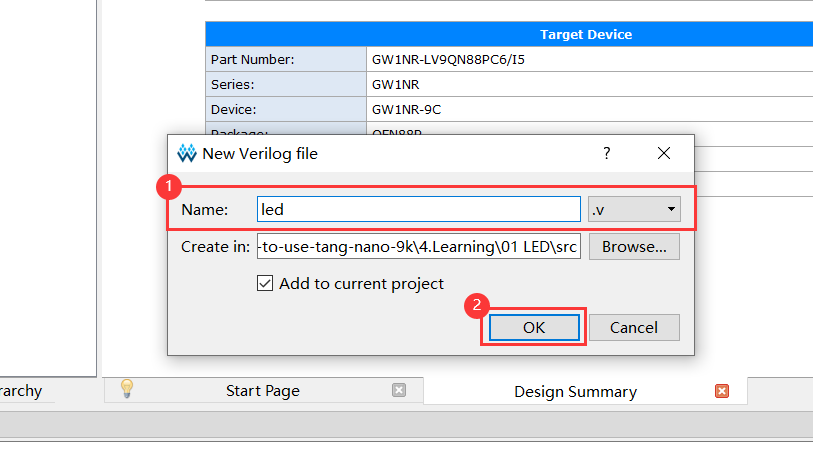 Target Device
Part Number: GW1NR-LV9QN88PC6/I5
Series: GW1NR
Device: GW1NR-9C
Package: QFN88P
New Verilog file ?
1
Name: led .v
Create in: -to-use-tang-nano-9k\4.Learning\01 LED\src Browse...
Add to current project
2
OK Cancel
rarchy Start Page Design Summary